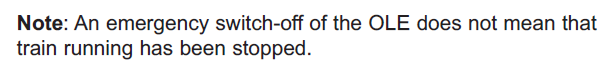 Note: An emergency switch-off of the OLE does not mean that
train running has been stopped.